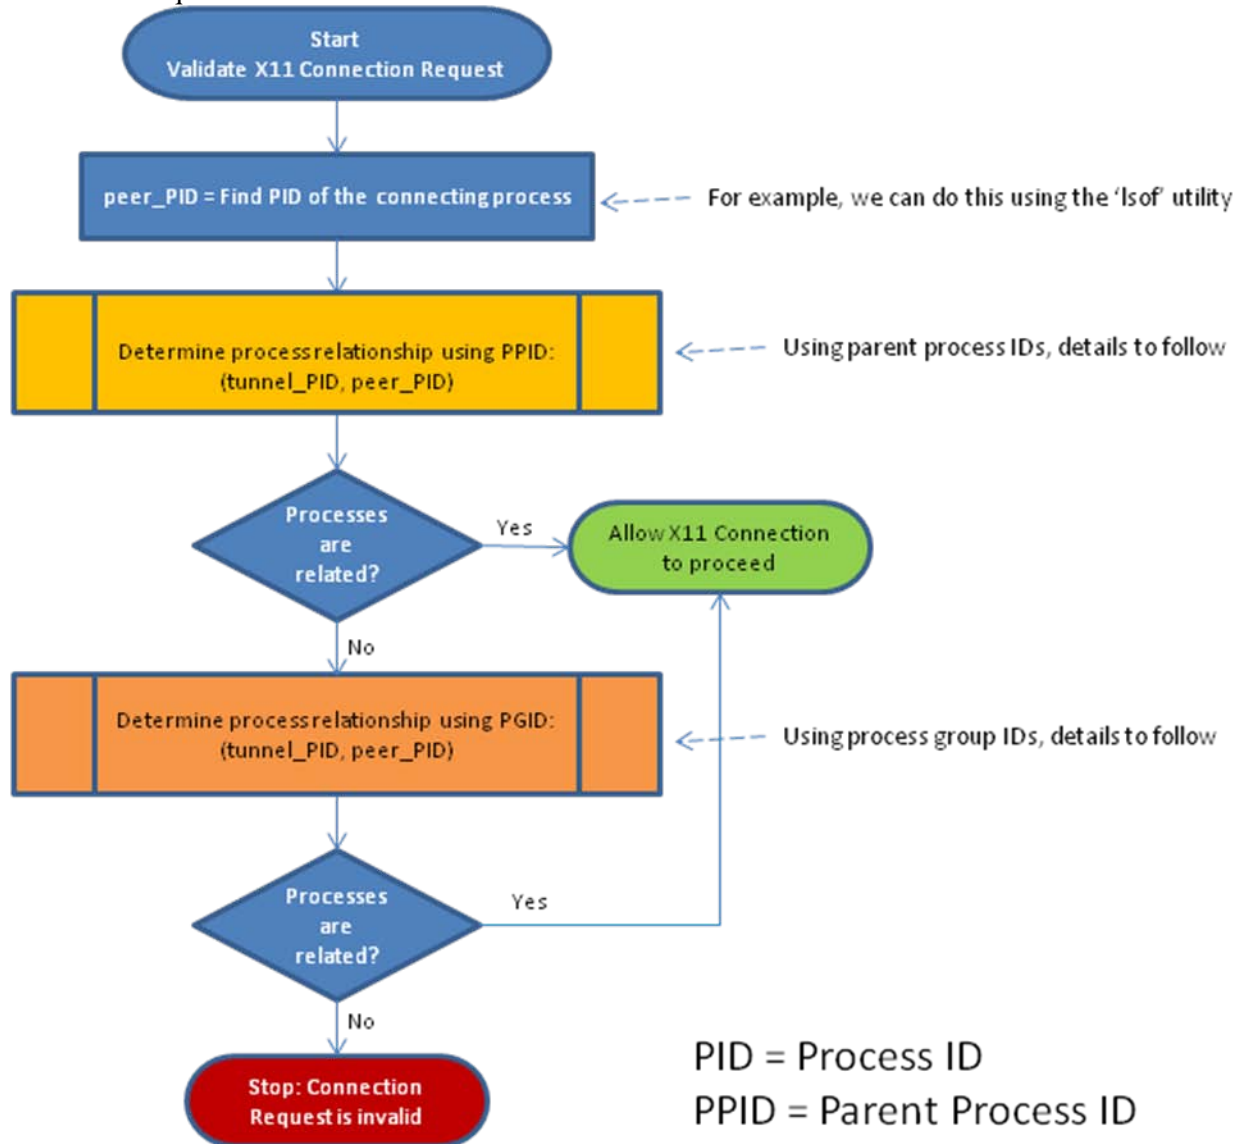 Start
Validate X11 Connection Request
peer_PID = Find PID of the connecting process
For example, we can do this using the ‘lsof’ utility
Determine process relationship using PPID:
(tunnel_PID, peer_PID)
Using parent process IDs, details to follow
Processes
are
related?
Yes
Allow X11 Connection
to proceed
No
Determine process relationship using PGID:
(tunnel_PID, peer_PID)
Using process group IDs, details to follow
Processes
are
related?
Yes
No
Stop: Connection
Request is invalid
PID = Process ID
PPID = Parent Process ID